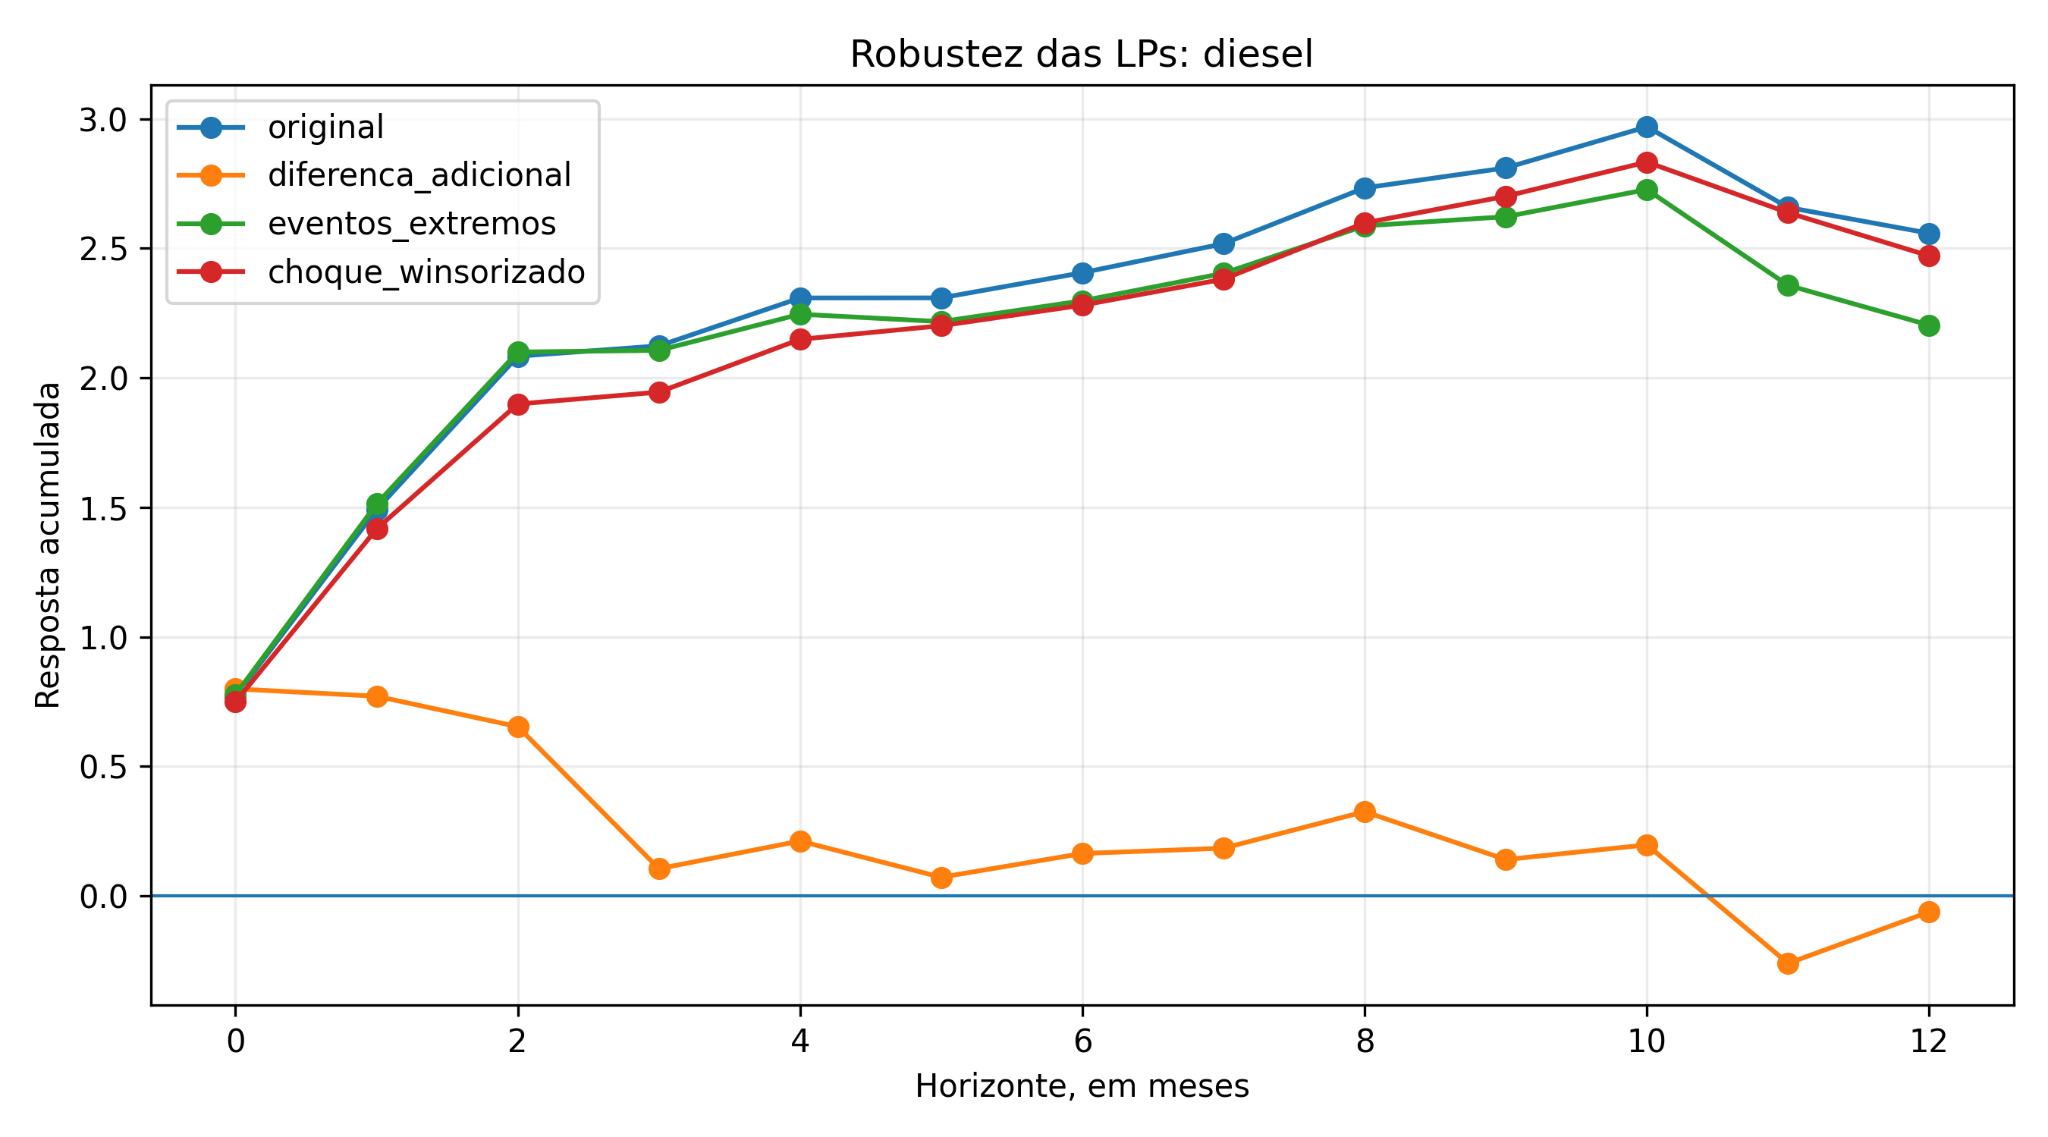 Robustez das LPs: diesel
original
diferenca_adicional
eventos_extremos
choque_winsorizado
Resposta acumulada
3.0
2.5
2.0
1.5
1.0
0.5
0.0
0 2 4 6 8 10 12
Horizonte, em meses